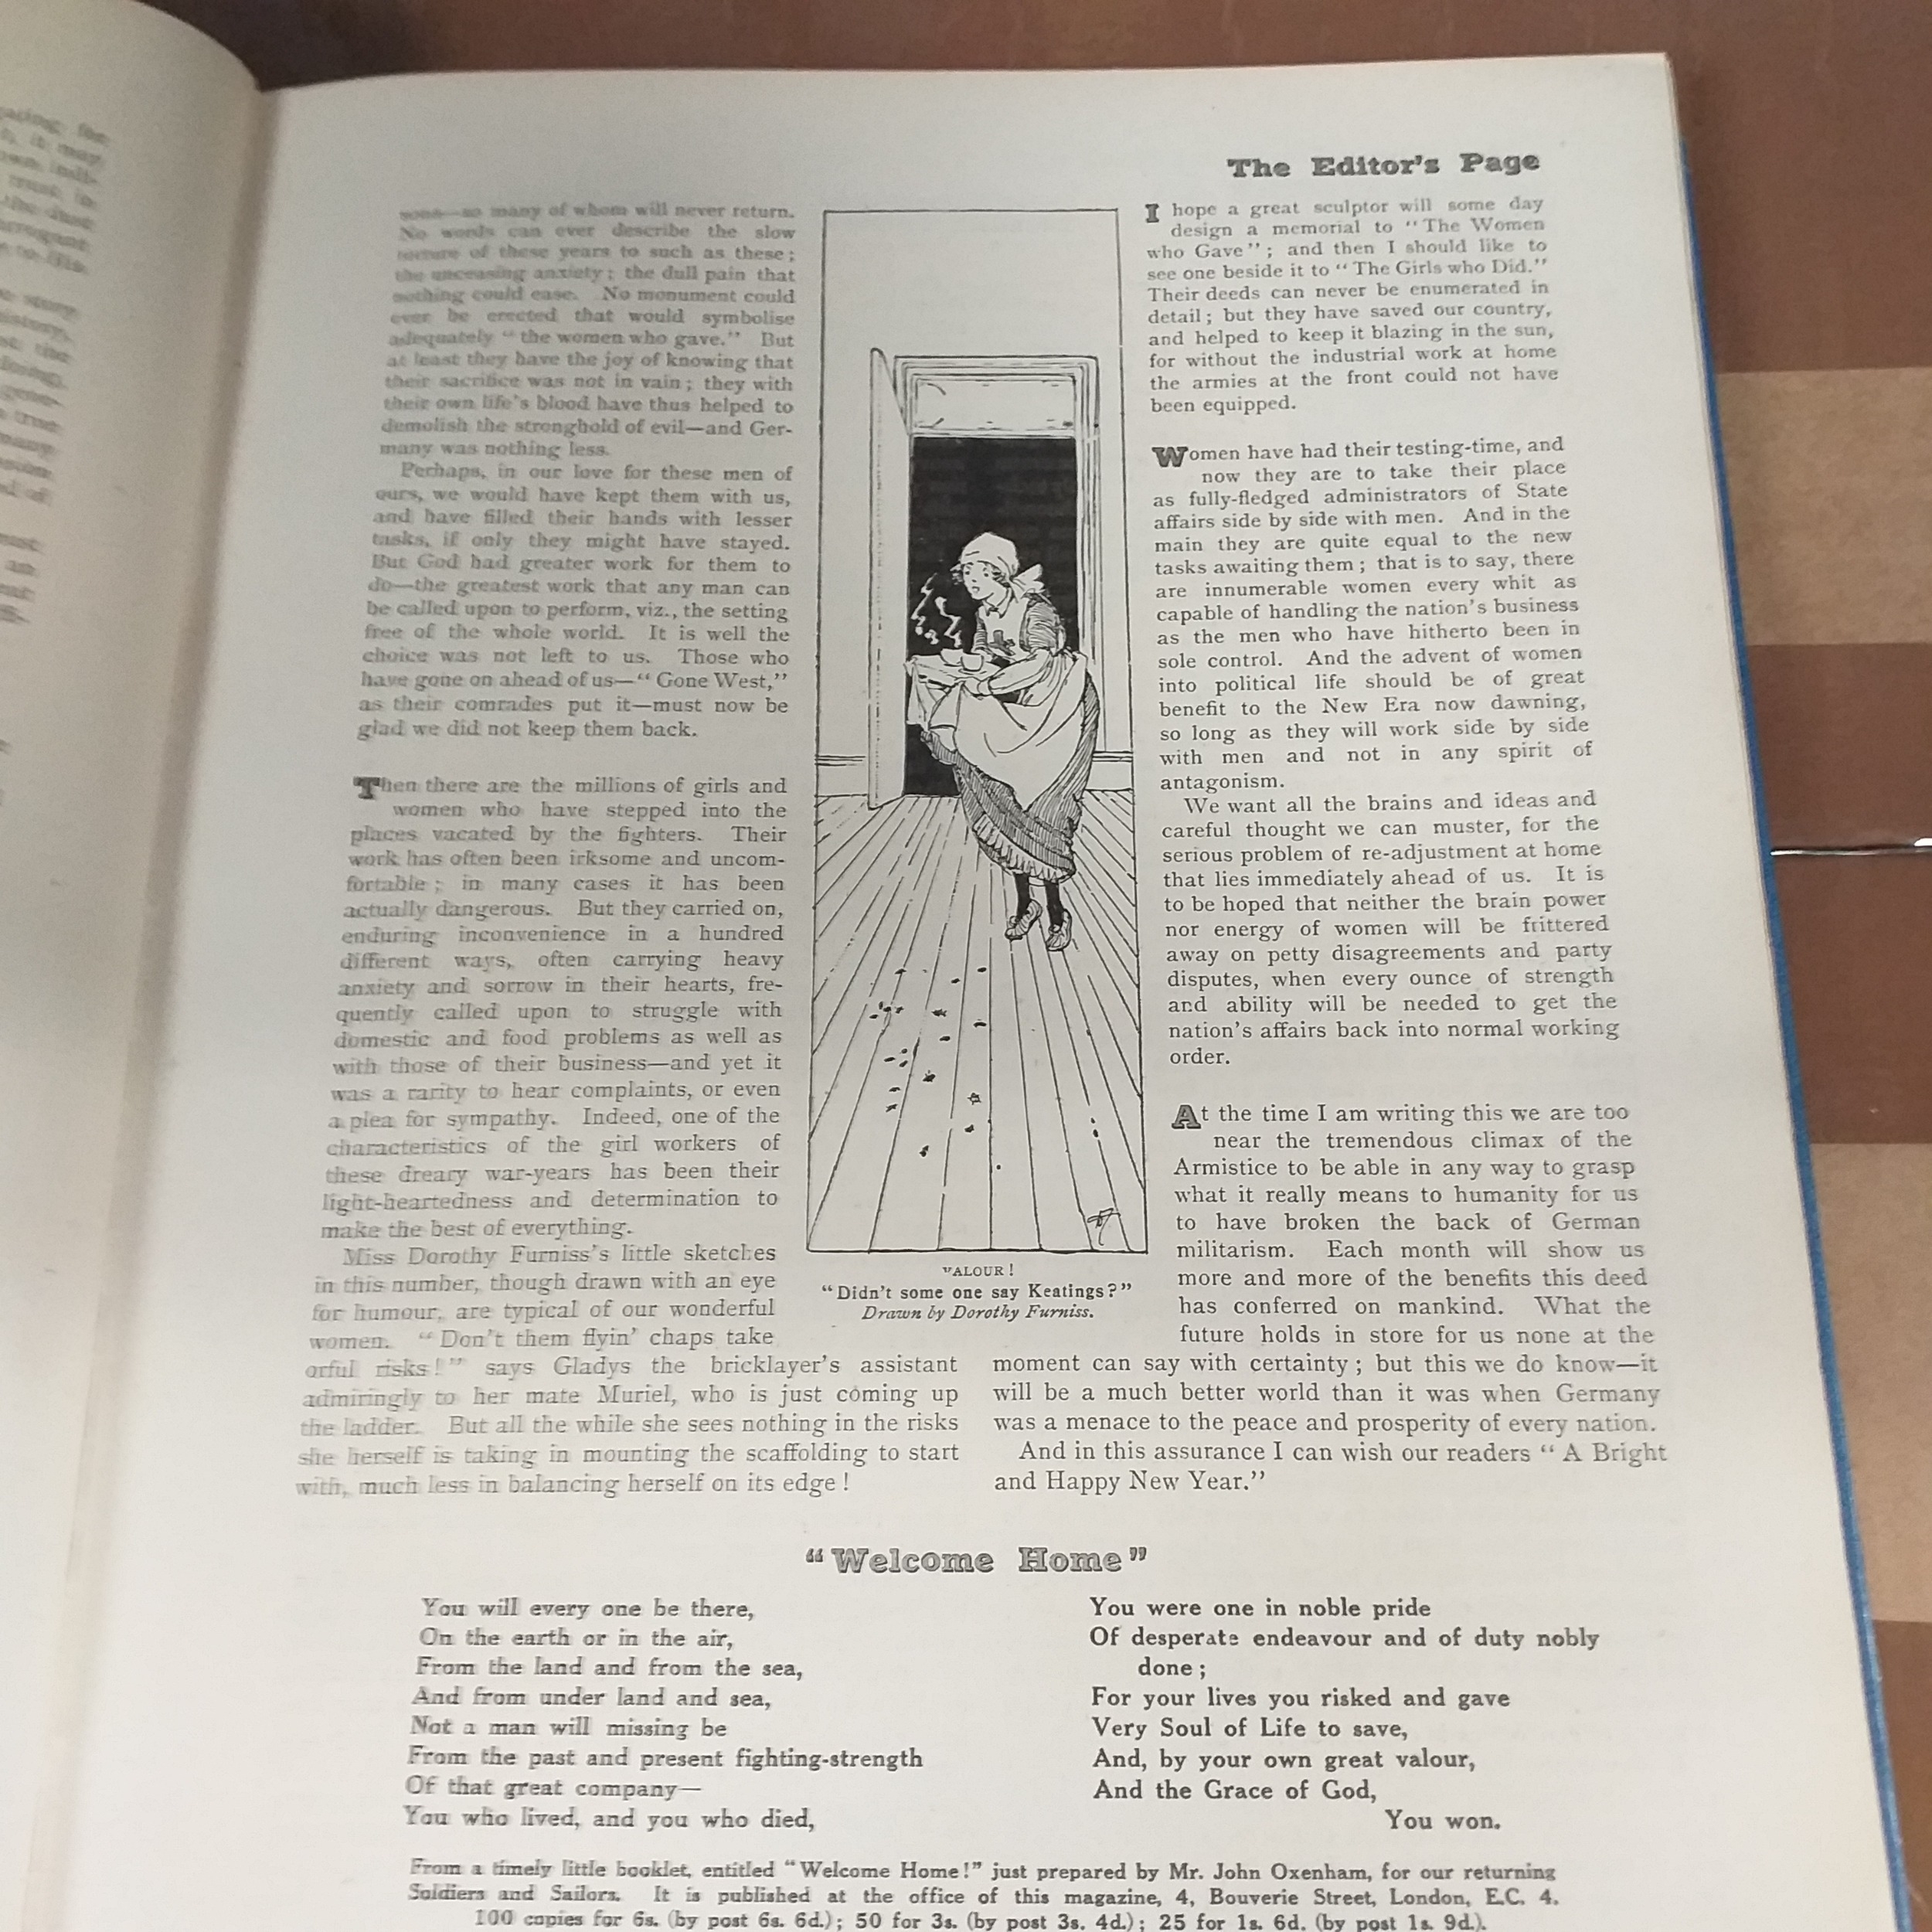 The Editor's Page
sons—so many of whom will never return.
No words can ever describe the slow
torture of these years to such as these;
the unceasing anxiety; the dull pain that
nothing could ease. No monument could
ever be erected that would symbolise
adequately "the women who gave." But
at least they have the joy of knowing that
their sacrifice was not in vain; they with
their own life's blood have thus helped to
demolish the stronghold of evil—and Ger-
many was nothing less.
Perhaps, in our love for these men of
ours, we would have kept them with us,
and have filled their hands with lesser
tasks, if only they might have stayed.
But God had greater work for them to
do—the greatest work that any man can
be called upon to perform, viz., the setting
free of the whole world. It is well the
choice was not left to us. Those who
have gone on ahead of us—"Gone West,"
as their comrades put it—must now be
glad we did not keep them back.
Then there are the millions of girls and
women who have stepped into the
places vacated by the fighters. Their
work has often been irksome and uncom-
fortable; in many cases it has been
actually dangerous. But they carried on,
enduring inconvenience in a hundred
different ways, often carrying heavy
anxiety and sorrow in their hearts, fre-
quently called upon to struggle with
domestic and food problems as well as
with those of their business—and yet it
was a rarity to hear complaints, or even
a plea for sympathy. Indeed, one of the
characteristics of the girl workers of
these dreary war-years has been their
light-heartedness and determination to
make the best of everything.
Miss Dorothy Furniss's little sketches
in this number, though drawn with an eye
for humour, are typical of our wonderful
women. "Don't them flyin' chaps take
orful risks!" says Gladys the bricklayer's assistant
admiringly to her mate Muriel, who is just coming up
the ladder. But all the while she sees nothing in the risks
she herself is taking in mounting the scaffolding to start
with, much less in balancing herself on its edge!
VALOUR!
"Didn't some one say Keatings?"
Drawn by Dorothy Furniss.
I hope a great sculptor will some day
design a memorial to "The Women
who Gave"; and then I should like to
see one beside it to "The Girls who Did."
Their deeds can never be enumerated in
detail; but they have saved our country,
and helped to keep it blazing in the sun,
for without the industrial work at home
the armies at the front could not have
been equipped.
Women have had their testing-time, and
now they are to take their place
as fully-fledged administrators of State
affairs side by side with men. And in the
main they are quite equal to the new
tasks awaiting them; that is to say, there
are innumerable women every whit as
capable of handling the nation's business
as the men who have hitherto been in
sole control. And the advent of women
into political life should be of great
benefit to the New Era now dawning,
so long as they will work side by side
with men and not in any spirit of
antagonism.
We want all the brains and ideas and
careful thought we can muster, for the
serious problem of re-adjustment at home
that lies immediately ahead of us. It is
to be hoped that neither the brain power
nor energy of women will be frittered
away on petty disagreements and party
disputes, when every ounce of strength
and ability will be needed to get the
nation's affairs back into normal working
order.
At the time I am writing this we are too
near the tremendous climax of the
Armistice to be able in any way to grasp
what it really means to humanity for us
to have broken the back of German
militarism. Each month will show us
more and more of the benefits this deed
has conferred on mankind. What the
future holds in store for us none at the
moment can say with certainty; but this we do know—it
will be a much better world than it was when Germany
was a menace to the peace and prosperity of every nation.
And in this assurance I can wish our readers "A Bright
and Happy New Year."
"Welcome Home"
You will every one be there,
On the earth or in the air,
From the land and from the sea,
And from under land and sea,
Not a man will missing be
From the past and present fighting-strength
Of that great company—
You who lived, and you who died,
You were one in noble pride
Of desperate endeavour and of duty nobly
done;
For your lives you risked and gave
Very Soul of Life to save,
And, by your own great valour,
And the Grace of God,
You won.
From a timely little booklet, entitled "Welcome Home!" just prepared by Mr. John Oxenham, for our returning
Soldiers and Sailors. It is published at the office of this magazine, 4, Bouverie Street, London, E.C. 4.
100 copies for 6s. (by post 6s. 6d.); 50 for 3s. (by post 3s. 4d.); 25 for 1s. 6d. (by post 1s. 9d.).